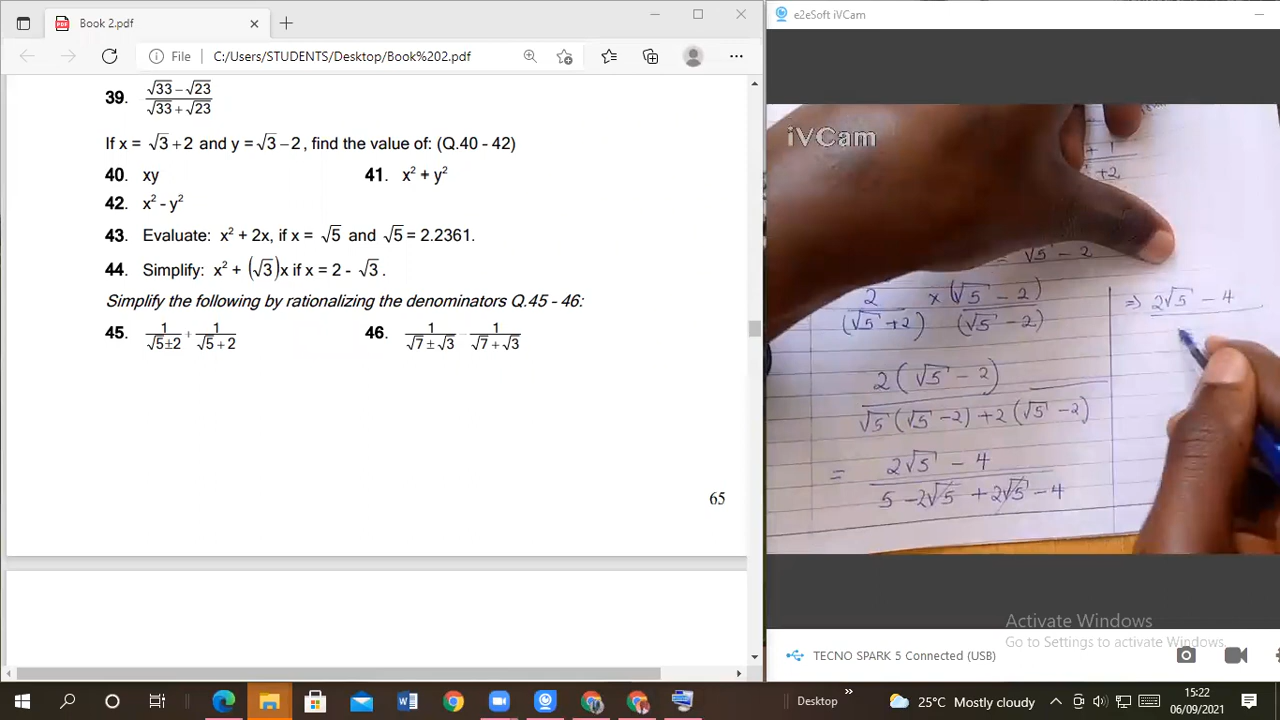 Book 2.pdf
File C:/Users/STUDENTS/Desktop/Book%202.pdf
39. (√33 − √23)/(√33 + √23)
If x = √3 + 2 and y = √3 − 2, find the value of: (Q.40 - 42)
40. xy 41. x² + y²
42. x² - y²
43. Evaluate: x² + 2x, if x = √5 and √5 = 2.2361.
44. Simplify: x² + (√3)x if x = 2 - √3.
Simplify the following by rationalizing the denominators Q.45 - 46:
45. 1/(√5±2) + 1/(√5+2) 46. 1/(√7±√3) − 1/(√7+√3)
65
e2eSoft iVCam
iVCam
+ 1
+2
= √5 − 2
2/(√5 +2) × (√5 − 2)/(√5 − 2)
2(√5 − 2)
√5(√5 −2) +2(√5 −2)
= 2√5 − 4
5 −2√5 +2√5 −4
⇒ 2√5 − 4
Activate Windows
Go to Settings to activate Windows.
TECNO SPARK 5 Connected (USB)
Desktop » 25°C Mostly cloudy
15:22
06/09/2021